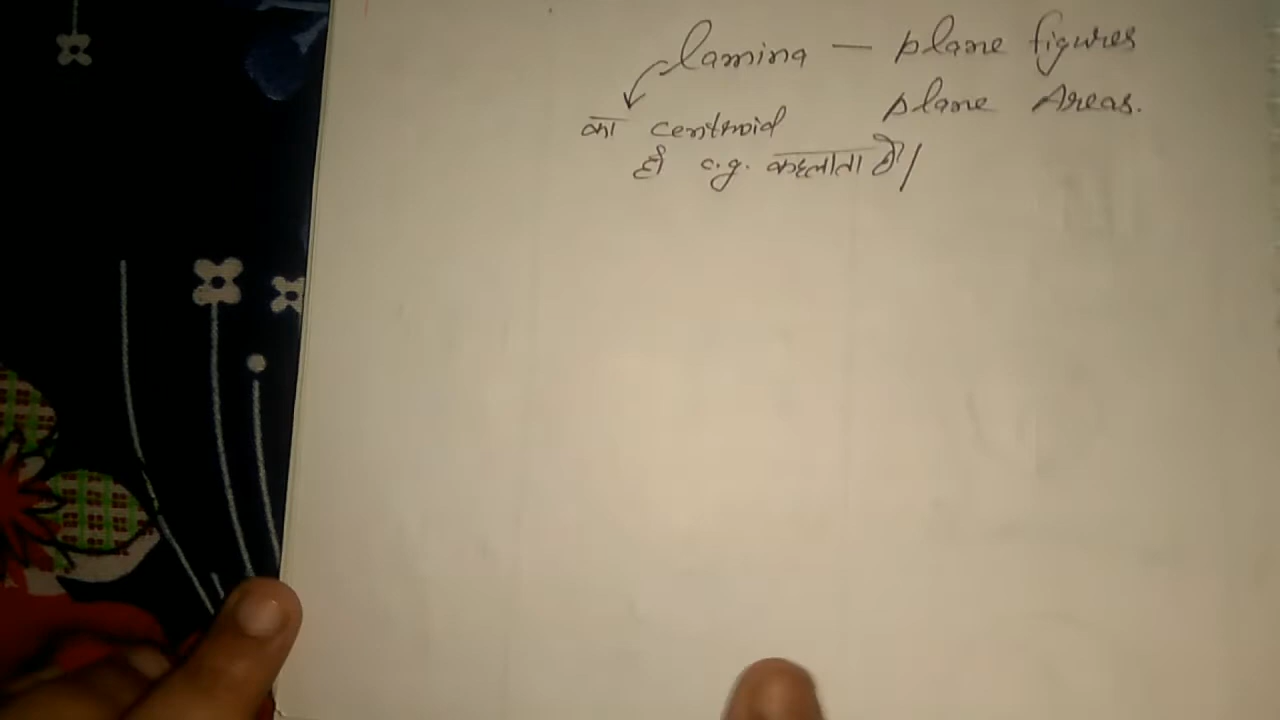 lamina — plane figures
plane Areas.
का centroid
ही c.g. कहलाता है।